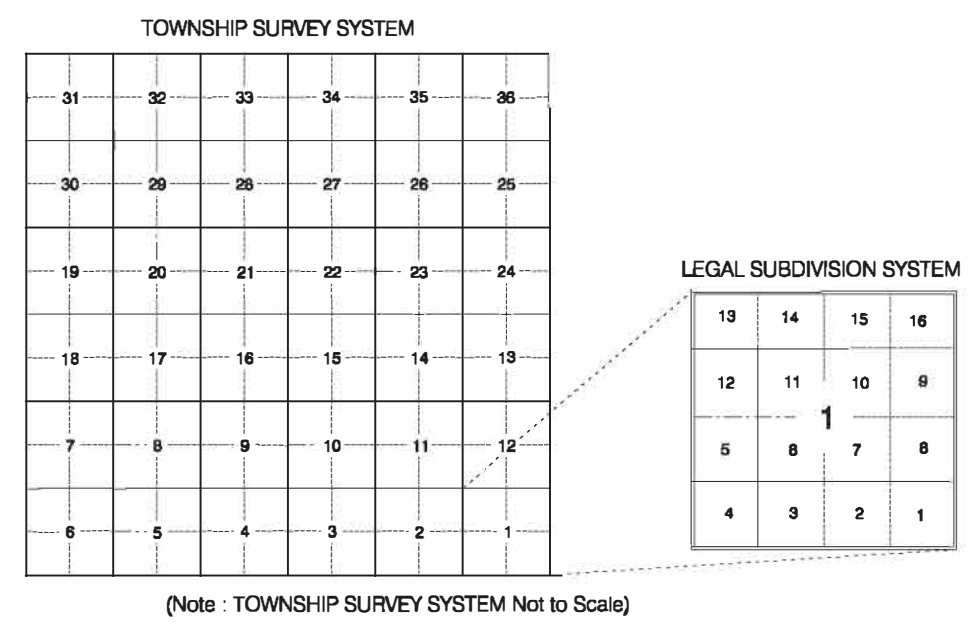 TOWNSHIP SURVEY SYSTEM
31 32 33 34 35 36
30 29 28 27 26 25
19 20 21 22 23 24
18 17 16 15 14 13
7 8 9 10 11 12
6 5 4 3 2 1
LEGAL SUBDIVISION SYSTEM
13 14 15 16
12 11 10 9
1
5 6 7 8
4 3 2 1
(Note : TOWNSHIP SURVEY SYSTEM Not to Scale)